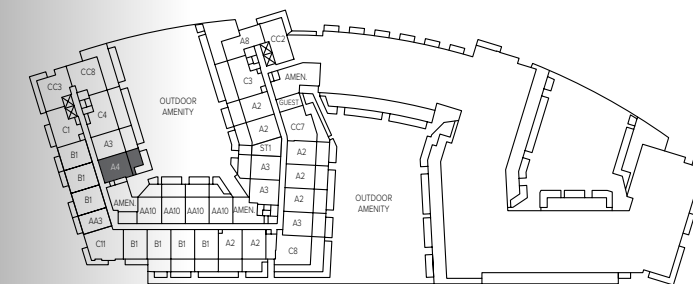 A8
CC2
CC8
CC3
C3
AMEN.
OUTDOOR
AMENITY
GUEST
A2
C4
C1
CC7
A2
A3
ST1
B1
A2
A4
A3
B1
A2
A3
B1
A2
AMEN.
AA10
AA10
AA10
AA10
AMEN.
OUTDOOR
AMENITY
AA3
A3
C11
B1
B1
B1
B1
A2
A2
C8